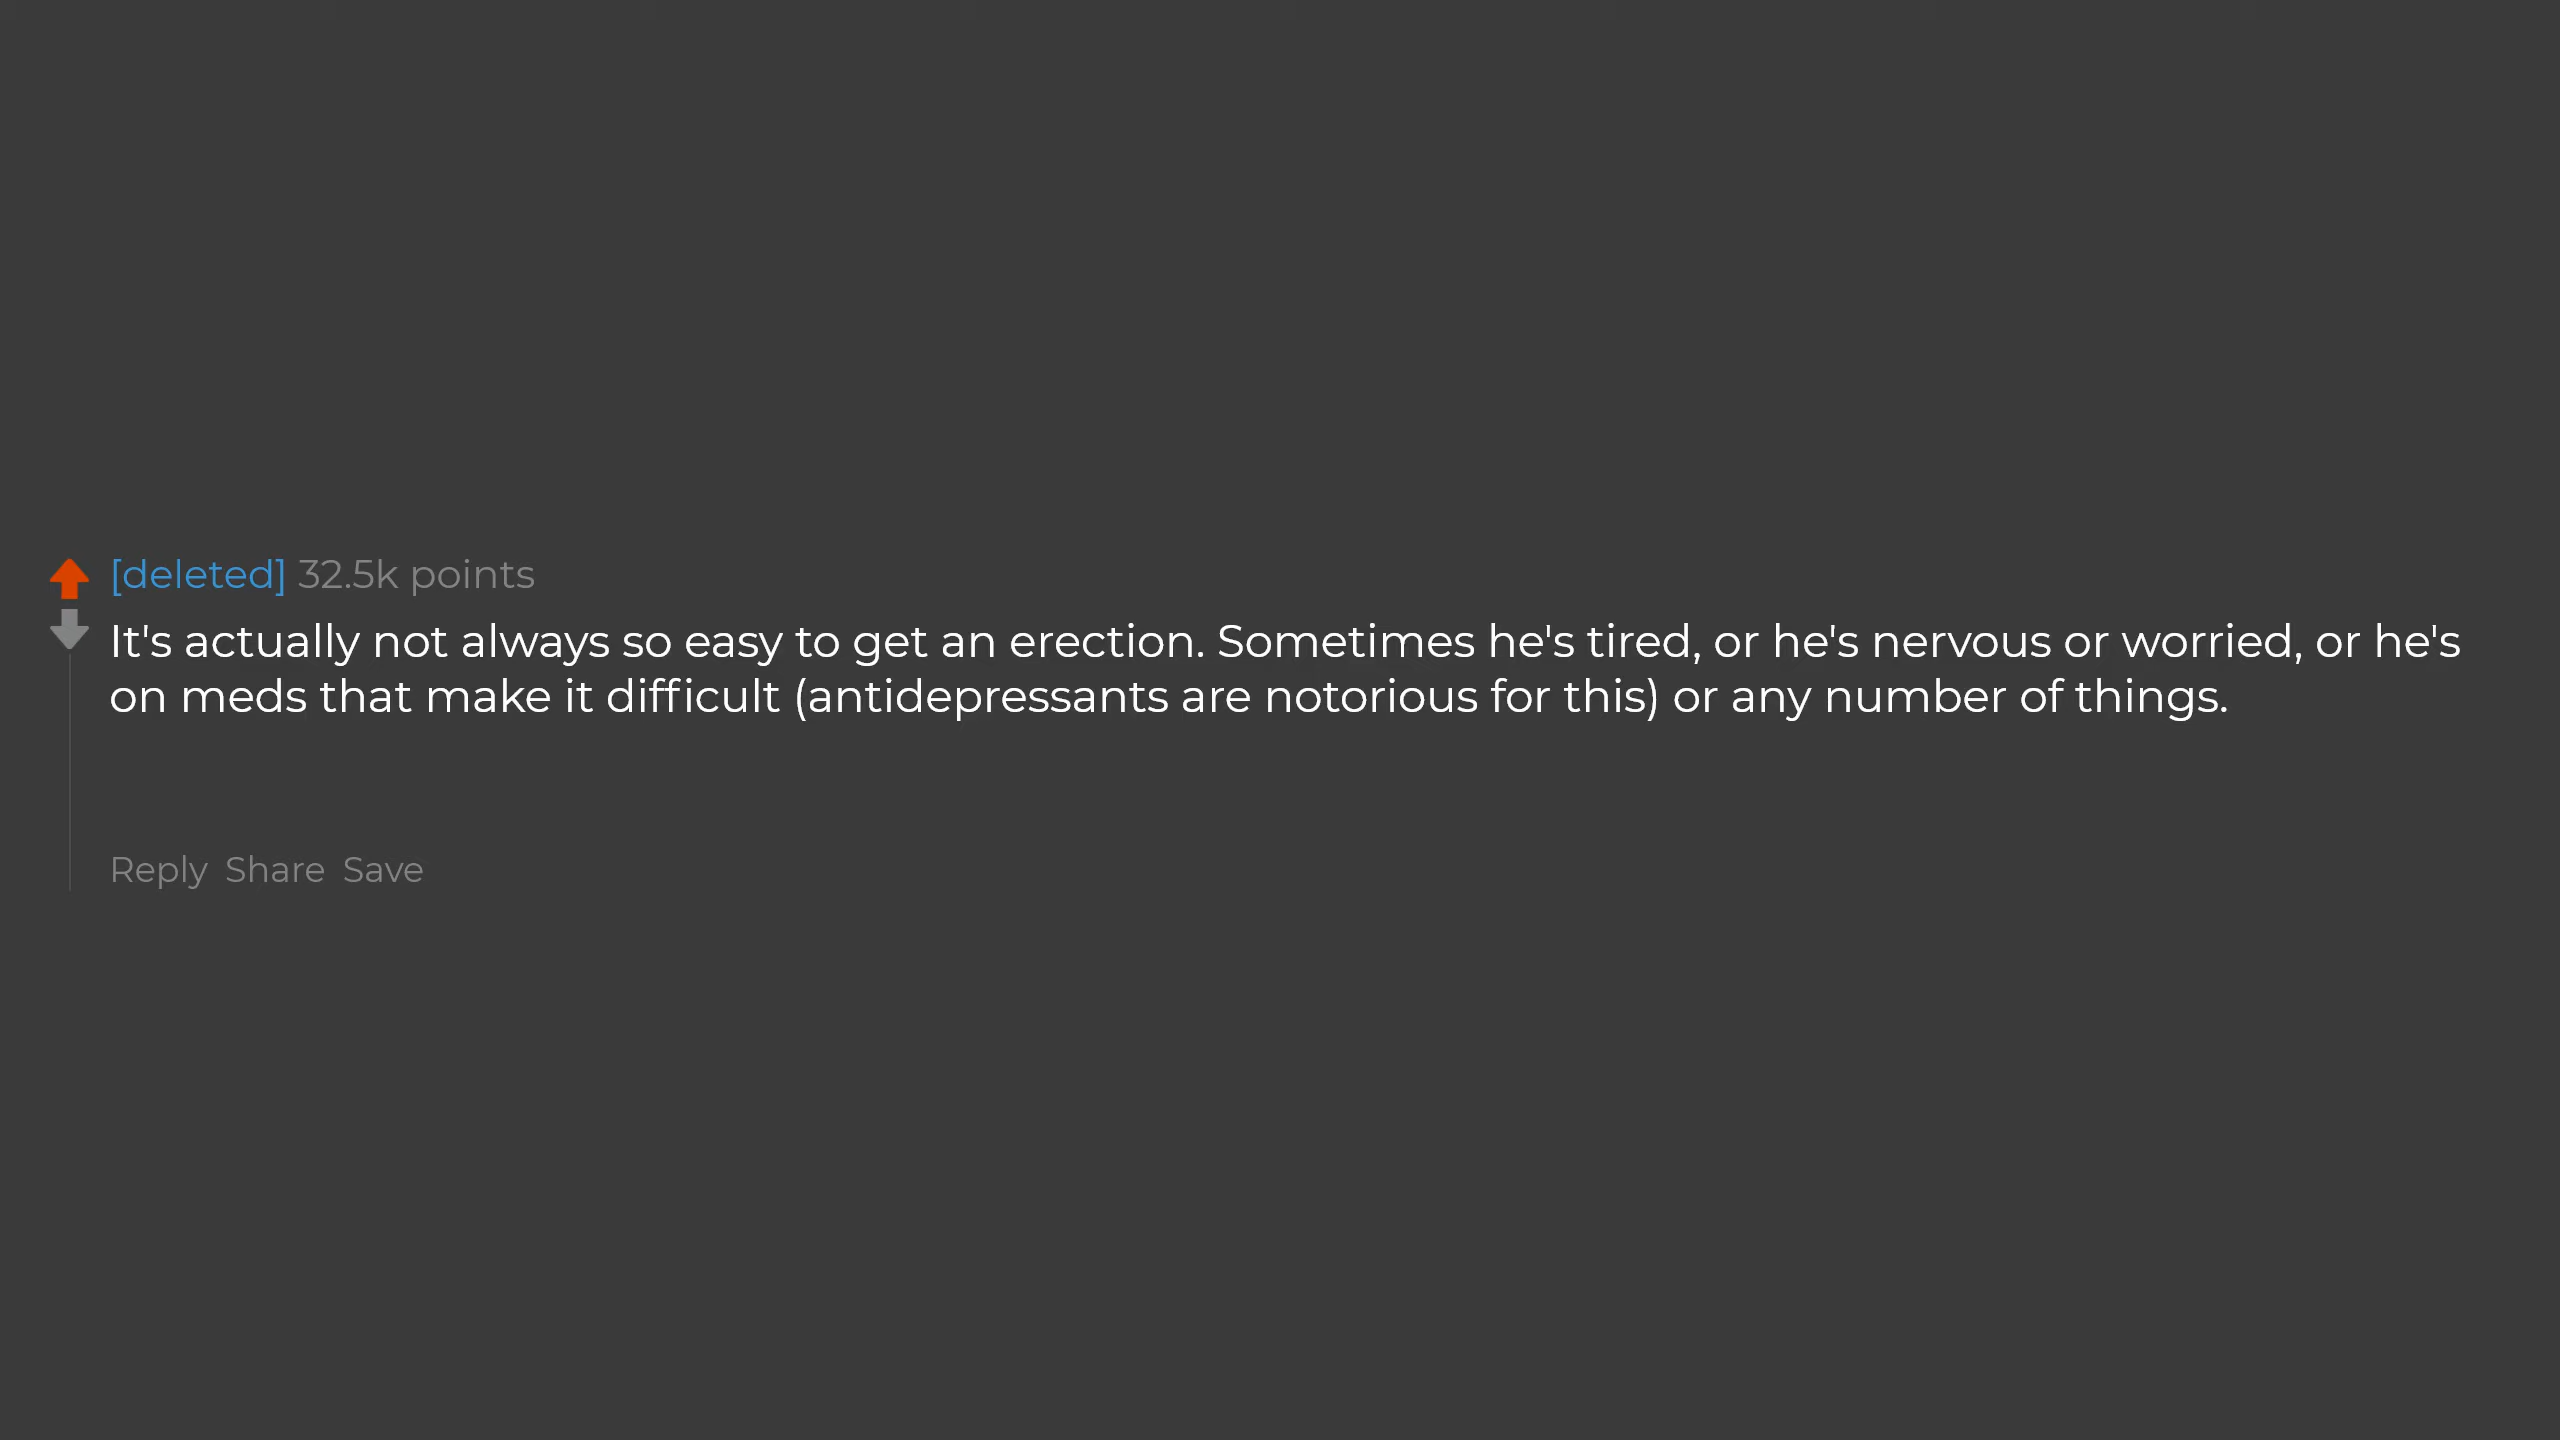 [deleted] 32.5k points
It's actually not always so easy to get an erection. Sometimes he's tired, or he's nervous or worried, or he's
on meds that make it difficult (antidepressants are notorious for this) or any number of things.
Reply Share Save